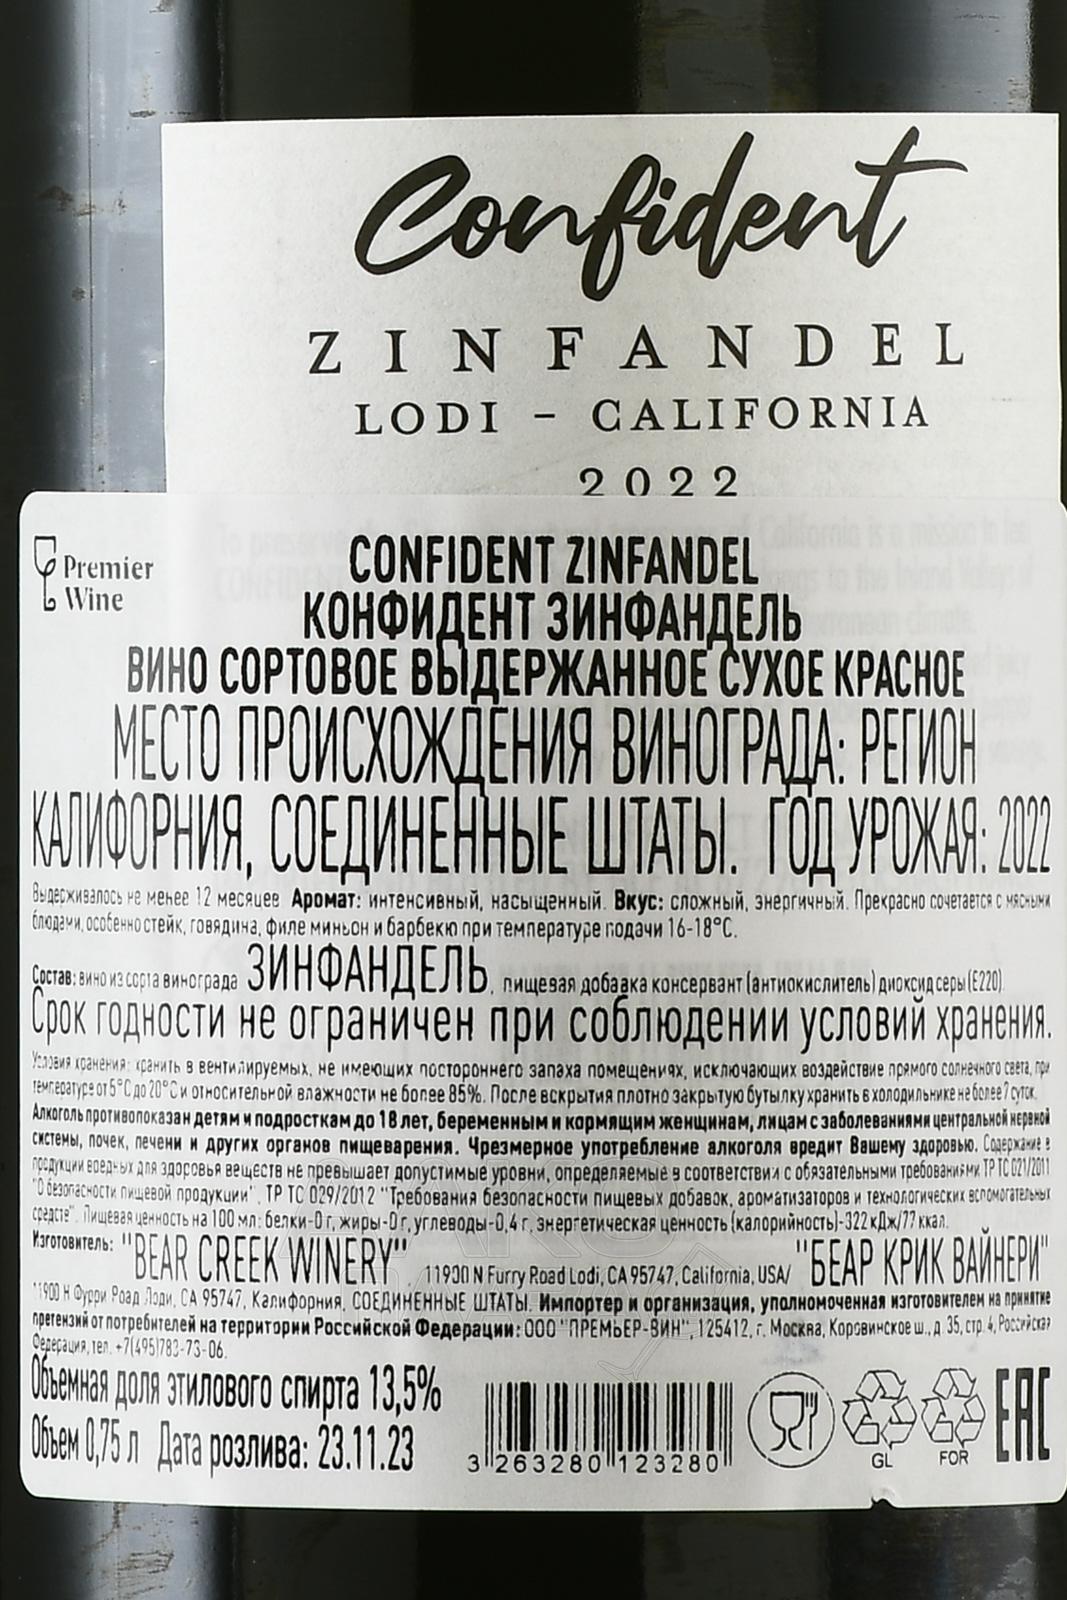 Confident
ZINFANDEL
LODI - CALIFORNIA
2022
Premier
Wine
CONFIDENT ZINFANDEL
КОНФИДЕНТ ЗИНФАНДЕЛЬ
ВИНО СОРТОВОЕ ВЫДЕРЖАННОЕ СУХОЕ КРАСНОЕ
МЕСТО ПРОИСХОЖДЕНИЯ ВИНОГРАДА: РЕГИОН
КАЛИФОРНИЯ, СОЕДИНЕННЫЕ ШТАТЫ. ГОД УРОЖАЯ: 2022
Выдерживалось не менее 12 месяцев Аромат: интенсивный, насыщенный. Вкус: сложный, энергичный. Прекрасно сочетается с мясными
блюдами, особенно стейк, говядина, филе миньон и барбекю при температуре подачи 16-18°С.
Состав: вино из сорта винограда ЗИНФАНДЕЛЬ, пищевая добавка консервант (антиокислитель) диоксид серы (Е220)
Срок годности не ограничен при соблюдении условий хранения.
Условия хранения: хранить в вентилируемых, не имеющих постороннего запаха помещениях, исключающих воздействие прямого солнечного света, при
температуре от 5°С до 20°С и относительной влажности не более 85%. После вскрытия плотно закрытую бутылку хранить в холодильнике не более 7 суток.
Алкоголь противопоказан детям и подросткам до 18 лет, беременным и кормящим женщинам, лицам с заболеваниями центральной нервной
системы, почек, печени и других органов пищеварения. Чрезмерное употребление алкоголя вредит Вашему здоровью. Содержание в
продукции вредных для здоровья веществ не превышает допустимые уровни, определяемые в соответствии с обязательными требованиями ТР ТС 021/2011
"О безопасности пищевой продукции", ТР ТС 029/2012 "Требования безопасности пищевых добавок, ароматизаторов и технологических вспомогательных
средств". Пищевая ценность на 100 мл: белки-0 г, жиры-0 г, углеводы-0,4 г, энергетическая ценность (калорийность)-322 кДж/77 ккал.
Изготовитель: "BEAR CREEK WINERY", 11900 N Furry Road Lodi, CA 95747, California, USA/ "БЕАР КРИК ВАЙНЕРИ"
11900 Н Фурри Роад Лоди, СА 95747, Калифорния, СОЕДИНЕННЫЕ ШТАТЫ. Импортер и организация, уполномоченная изготовителем на принятие
претензий от потребителей на территории Российской Федерации: ООО "ПРЕМЬЕР-ВИН", 125412, г. Москва, Коровинское ш., д. 35, стр. 4, Российская
Федерация, тел. +7(495)783-73-06.
Объемная доля этилового спирта 13,5%
Объем 0,75 л Дата розлива: 23.11.23
3 263280 123280
GL
FOR
EAC